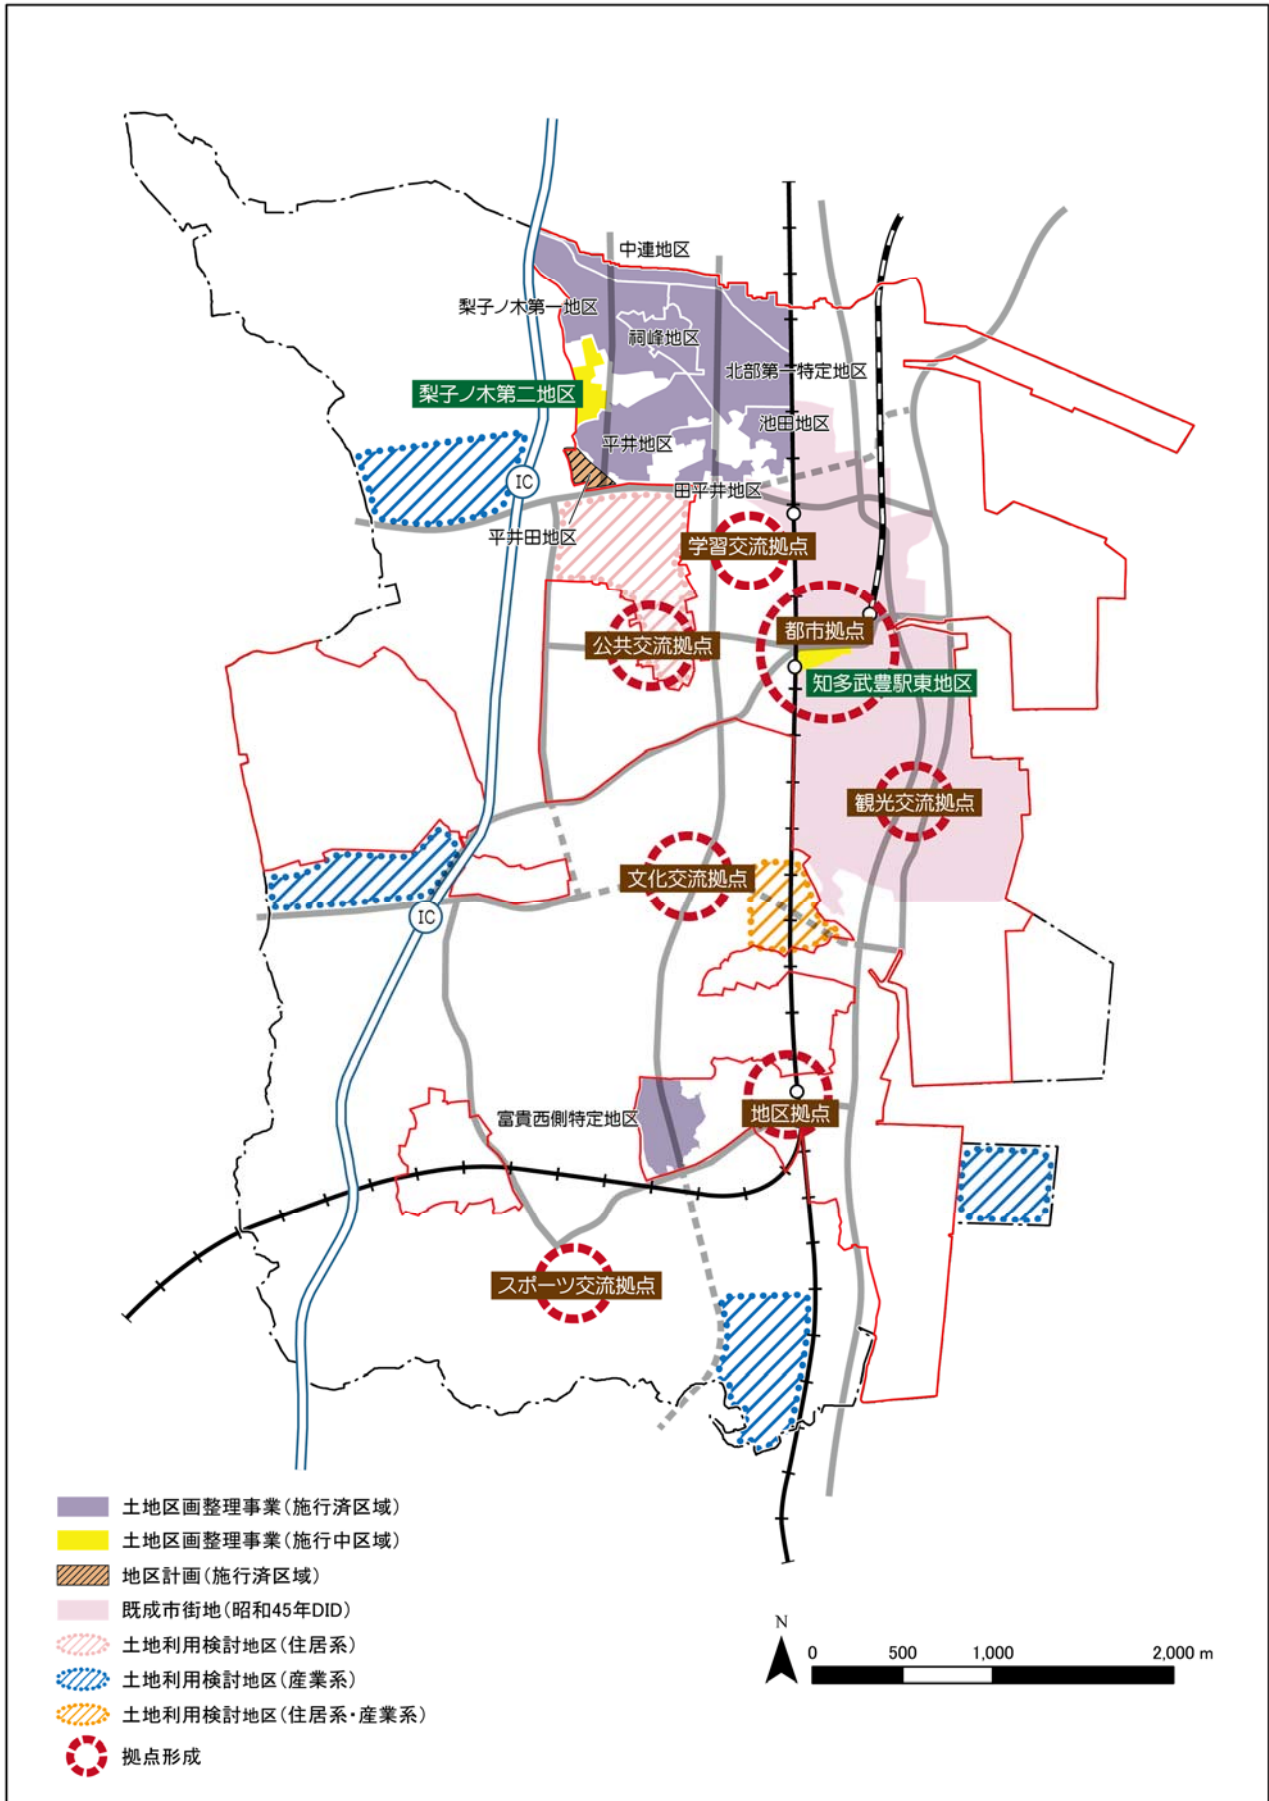 中連地区
梨子ノ木第一地区
祠峰地区
北部第一特定地区
梨子ノ木第二地区
池田地区
平井地区
IC
田平井地区
平井田地区
学習交流拠点
都市拠点
公共交流拠点
知多武豊駅東地区
観光交流拠点
文化交流拠点
IC
地区拠点
富貴西側特定地区
スポーツ交流拠点
土地区画整理事業(施行済区域)
土地区画整理事業(施行中区域)
地区計画(施行済区域)
既成市街地(昭和45年DID)
土地利用検討地区(住居系)
土地利用検討地区(産業系)
土地利用検討地区(住居系・産業系)
拠点形成
N
0 500 1,000 2,000 m